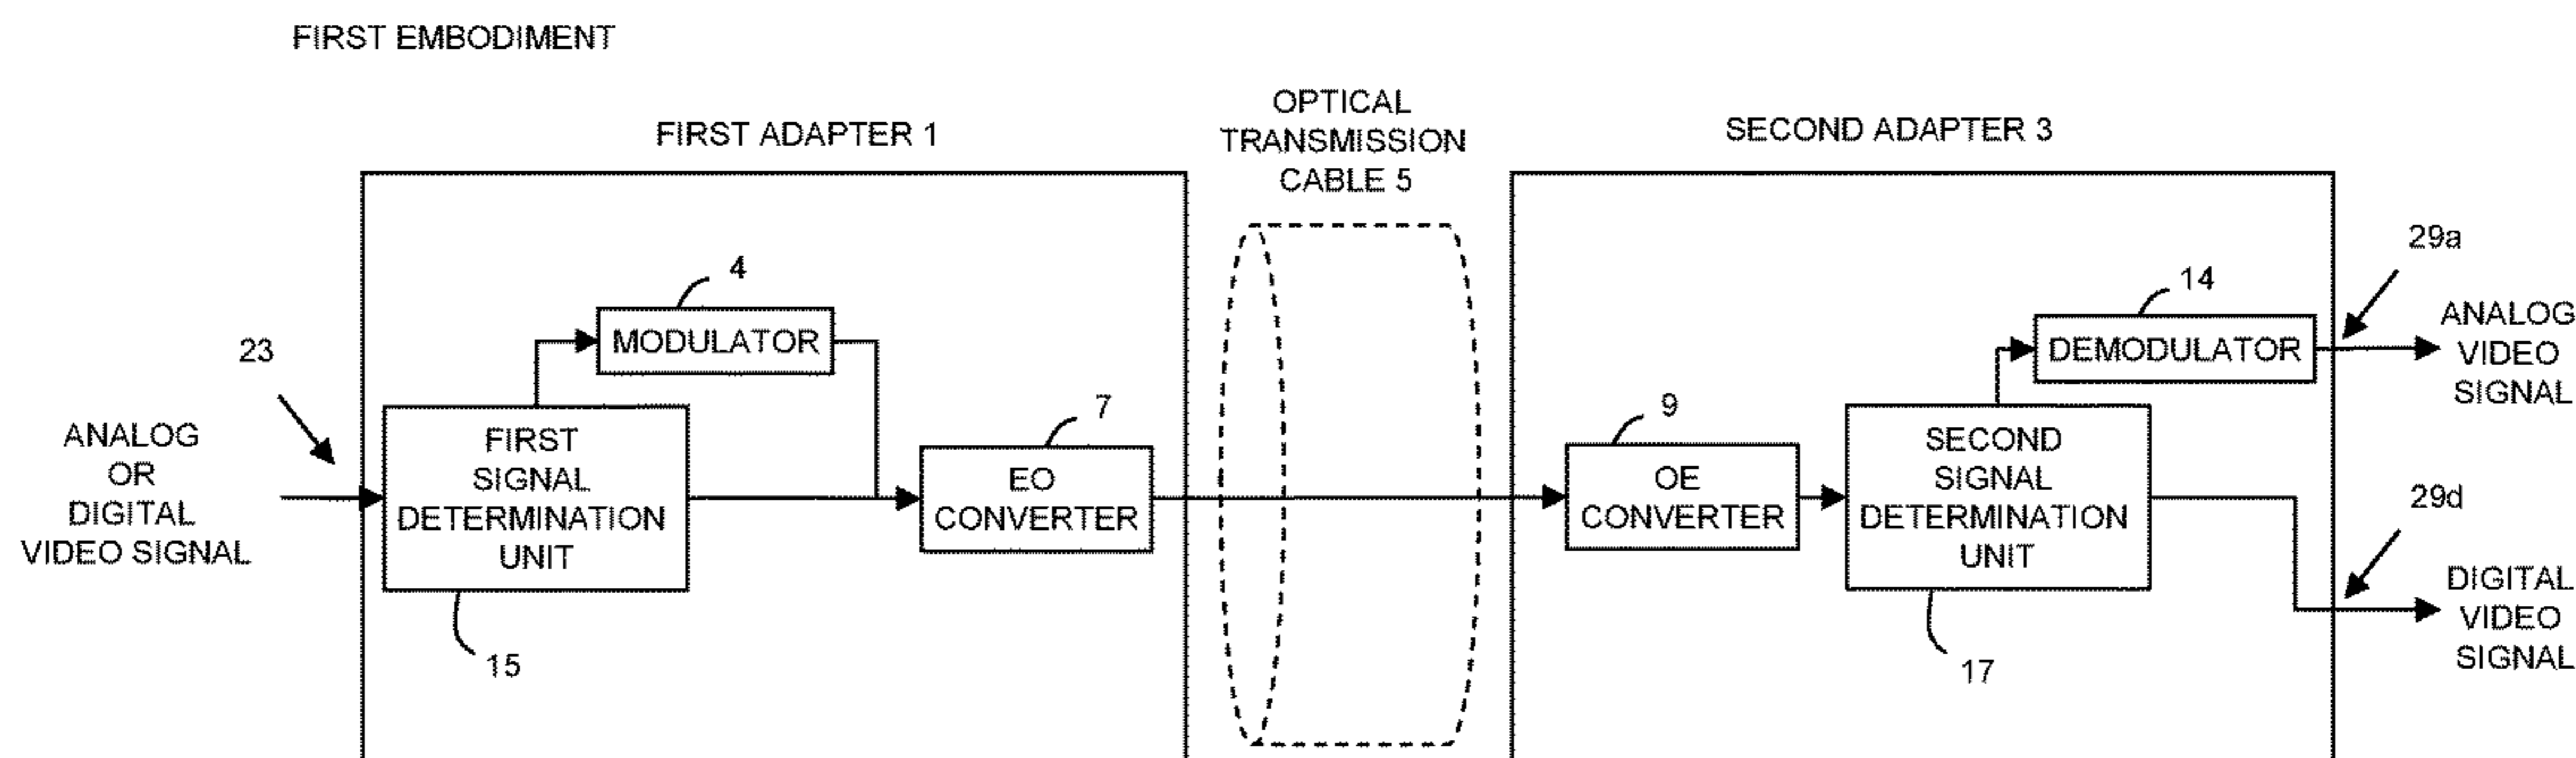 FIRST EMBODIMENT
FIRST ADAPTER 1
OPTICAL
TRANSMISSION
CABLE 5
SECOND ADAPTER 3
23
ANALOG
OR
DIGITAL
VIDEO SIGNAL
4
MODULATOR
FIRST
SIGNAL
DETERMINATION
UNIT
15
7
EO
CONVERTER
9
OE
CONVERTER
14
DEMODULATOR
SECOND
SIGNAL
DETERMINATION
UNIT
17
29a
ANALOG
VIDEO
SIGNAL
29d
DIGITAL
VIDEO
SIGNAL